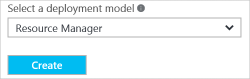 Select a deployment model
Resource Manager
Create